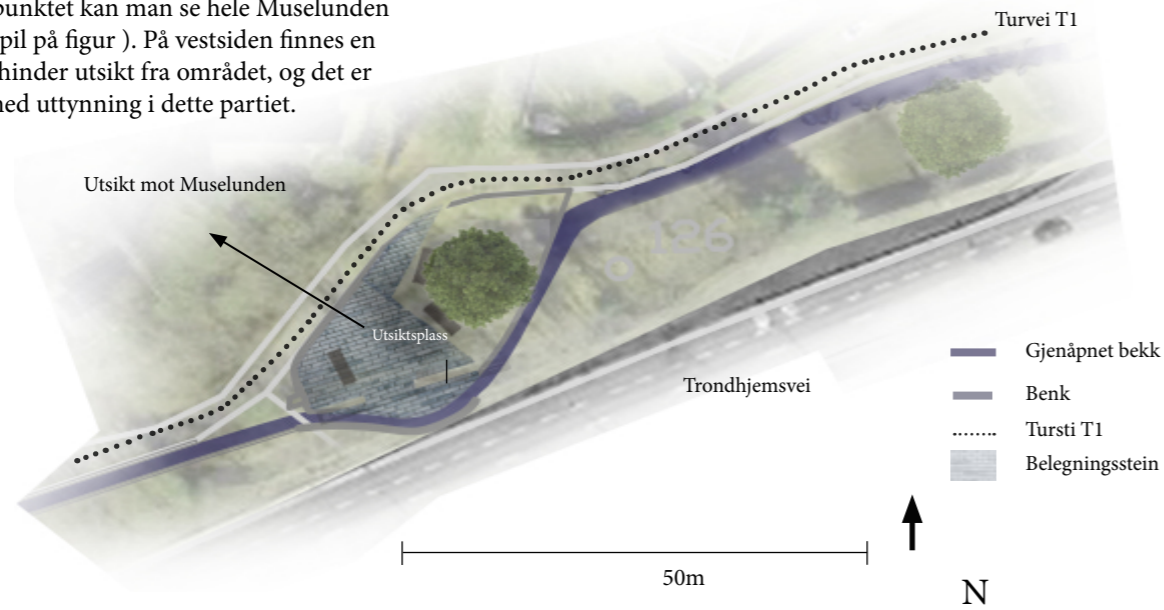 punktet kan man se hele Muselunden
pil på figur ). På vestsiden finnes en
hinder utsikt fra området, og det er
ned uttynning i dette partiet.
Turvei T1
Utsikt mot Muselunden
126
Utsiktsplass
Trondhjemsvei
Gjenåpnet bekk
Benk
Tursti T1
Belegningsstein
50m
N